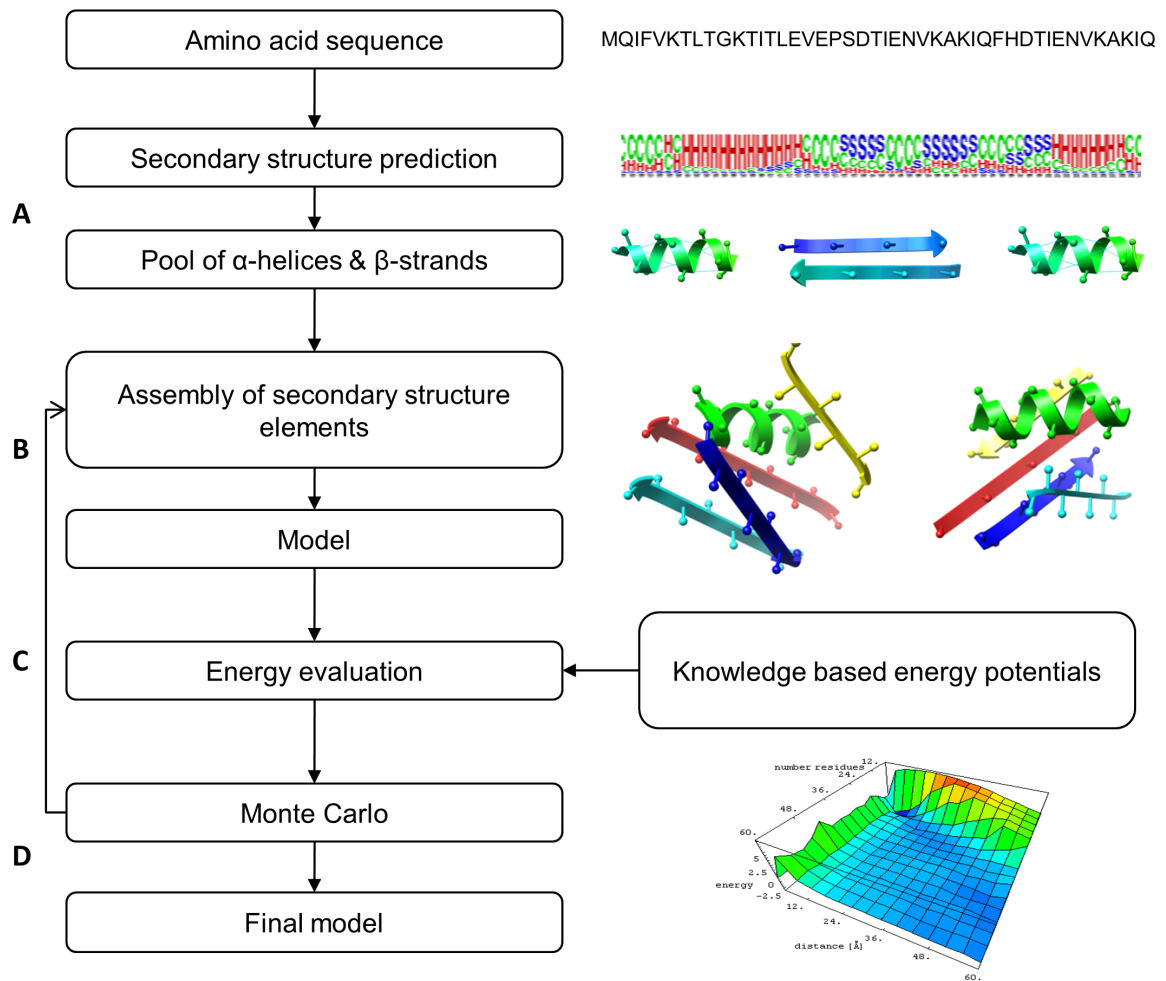 Amino acid sequence
MQIFVKTLTGKTITLEVEPSDTIENVKAKIQFHDTIENVKAKIQ
Secondary structure prediction
A
Pool of α-helices & β-strands
Assembly of secondary structure
elements
B
Model
C
Energy evaluation
Knowledge based energy potentials
number residues
12.
24.
36.
48.
60.
Monte Carlo
D
5
2.5
energy 0
-2.5
12.
24.
36.
48.
60.
distance [Å]
Final model